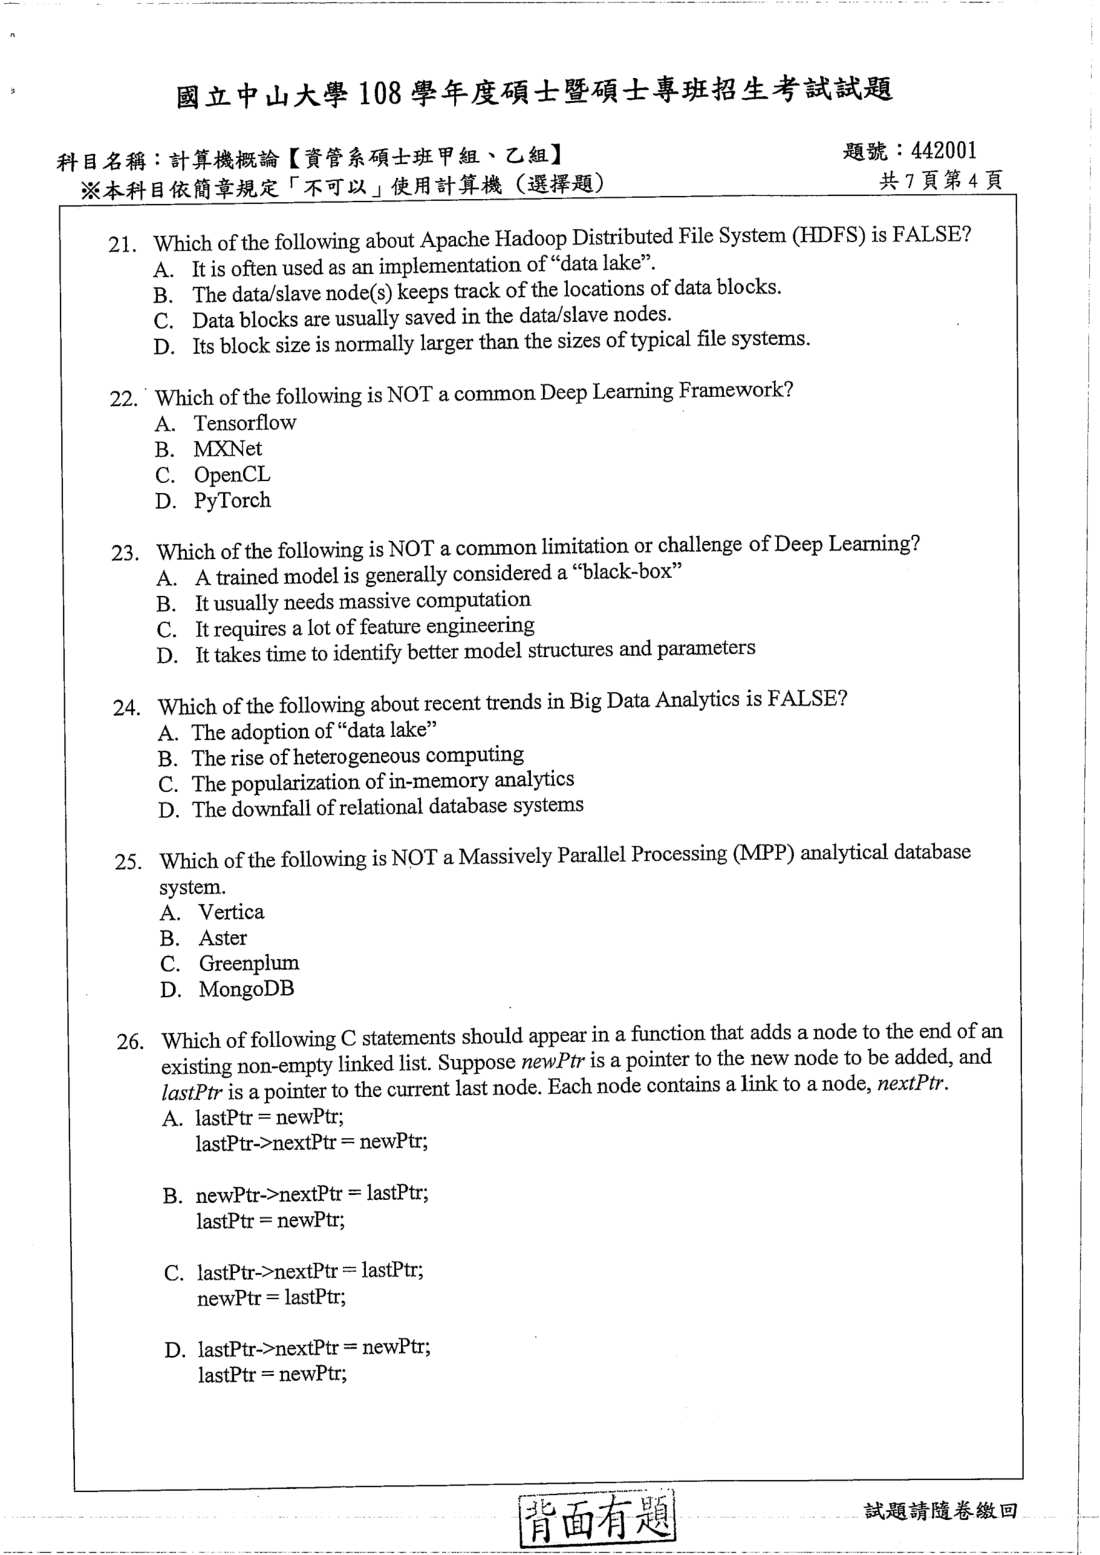 國立中山大學 108 學年度碩士暨碩士專班招生考試試題
科目名稱：計算機概論【資管系碩士班甲組、乙組】
題號：442001
※本科目依簡章規定「不可以」使用計算機（選擇題）
共 7 頁第 4 頁
21. Which of the following about Apache Hadoop Distributed File System (HDFS) is FALSE?
A. It is often used as an implementation of “data lake”.
B. The data/slave node(s) keeps track of the locations of data blocks.
C. Data blocks are usually saved in the data/slave nodes.
D. Its block size is normally larger than the sizes of typical file systems.
22. Which of the following is NOT a common Deep Learning Framework?
A. Tensorflow
B. MXNet
C. OpenCL
D. PyTorch
23. Which of the following is NOT a common limitation or challenge of Deep Learning?
A. A trained model is generally considered a “black-box”
B. It usually needs massive computation
C. It requires a lot of feature engineering
D. It takes time to identify better model structures and parameters
24. Which of the following about recent trends in Big Data Analytics is FALSE?
A. The adoption of “data lake”
B. The rise of heterogeneous computing
C. The popularization of in-memory analytics
D. The downfall of relational database systems
25. Which of the following is NOT a Massively Parallel Processing (MPP) analytical database
system.
A. Vertica
B. Aster
C. Greenplum
D. MongoDB
26. Which of following C statements should appear in a function that adds a node to the end of an
existing non-empty linked list. Suppose newPtr is a pointer to the new node to be added, and
lastPtr is a pointer to the current last node. Each node contains a link to a node, nextPtr.
A. lastPtr = newPtr;
lastPtr->nextPtr = newPtr;
B. newPtr->nextPtr = lastPtr;
lastPtr = newPtr;
C. lastPtr->nextPtr = lastPtr;
newPtr = lastPtr;
D. lastPtr->nextPtr = newPtr;
lastPtr = newPtr;
背面有題
試題請隨卷繳回